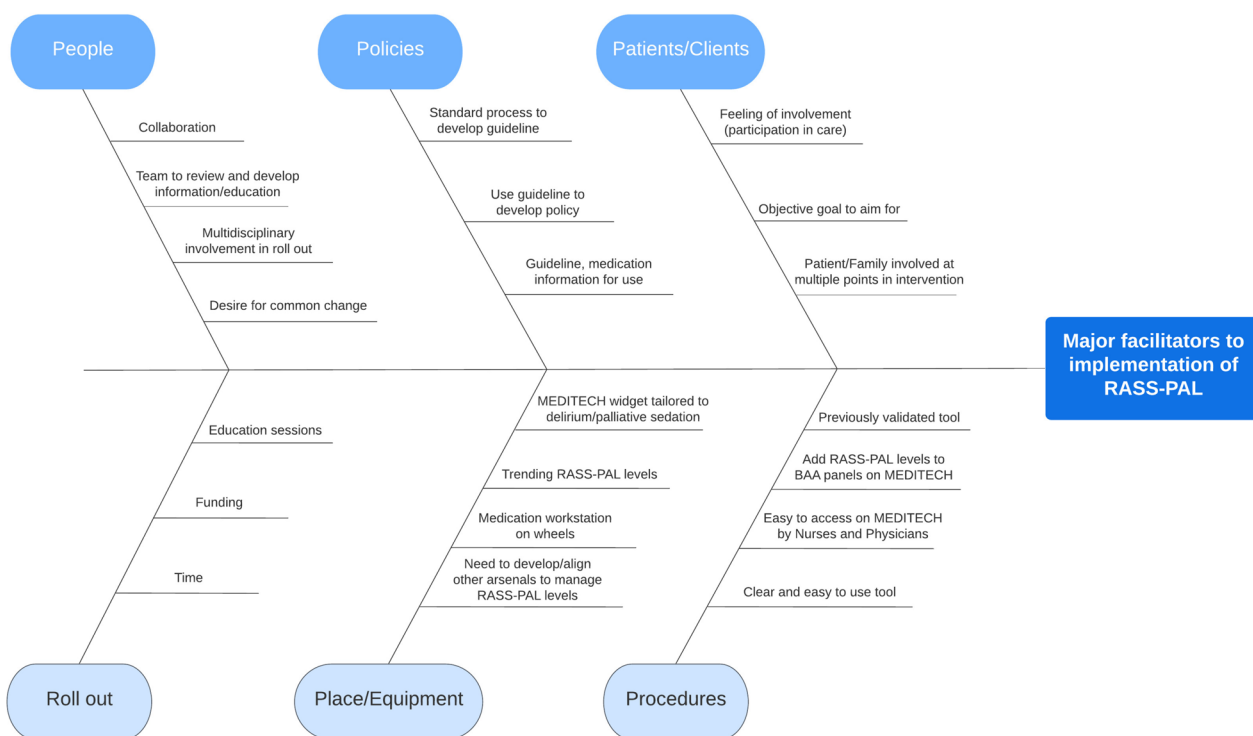 People
Policies
Patients/Clients
Collaboration
Team to review and develop
information/education
Multidisciplinary
involvement in roll out
Desire for common change
Standard process to
develop guideline
Use guideline to
develop policy
Guideline, medication
information for use
Feeling of involvement
(participation in care)
Objective goal to aim for
Patient/Family involved at
multiple points in intervention
Major facilitators to
implementation of
RASS-PAL
Education sessions
Funding
Time
MEDITECH widget tailored to
delirium/palliative sedation
Trending RASS-PAL levels
Medication workstation
on wheels
Need to develop/align
other arsenals to manage
RASS-PAL levels
Previously validated tool
Add RASS-PAL levels to
BAA panels on MEDITECH
Easy to access on MEDITECH
by Nurses and Physicians
Clear and easy to use tool
Roll out
Place/Equipment
Procedures